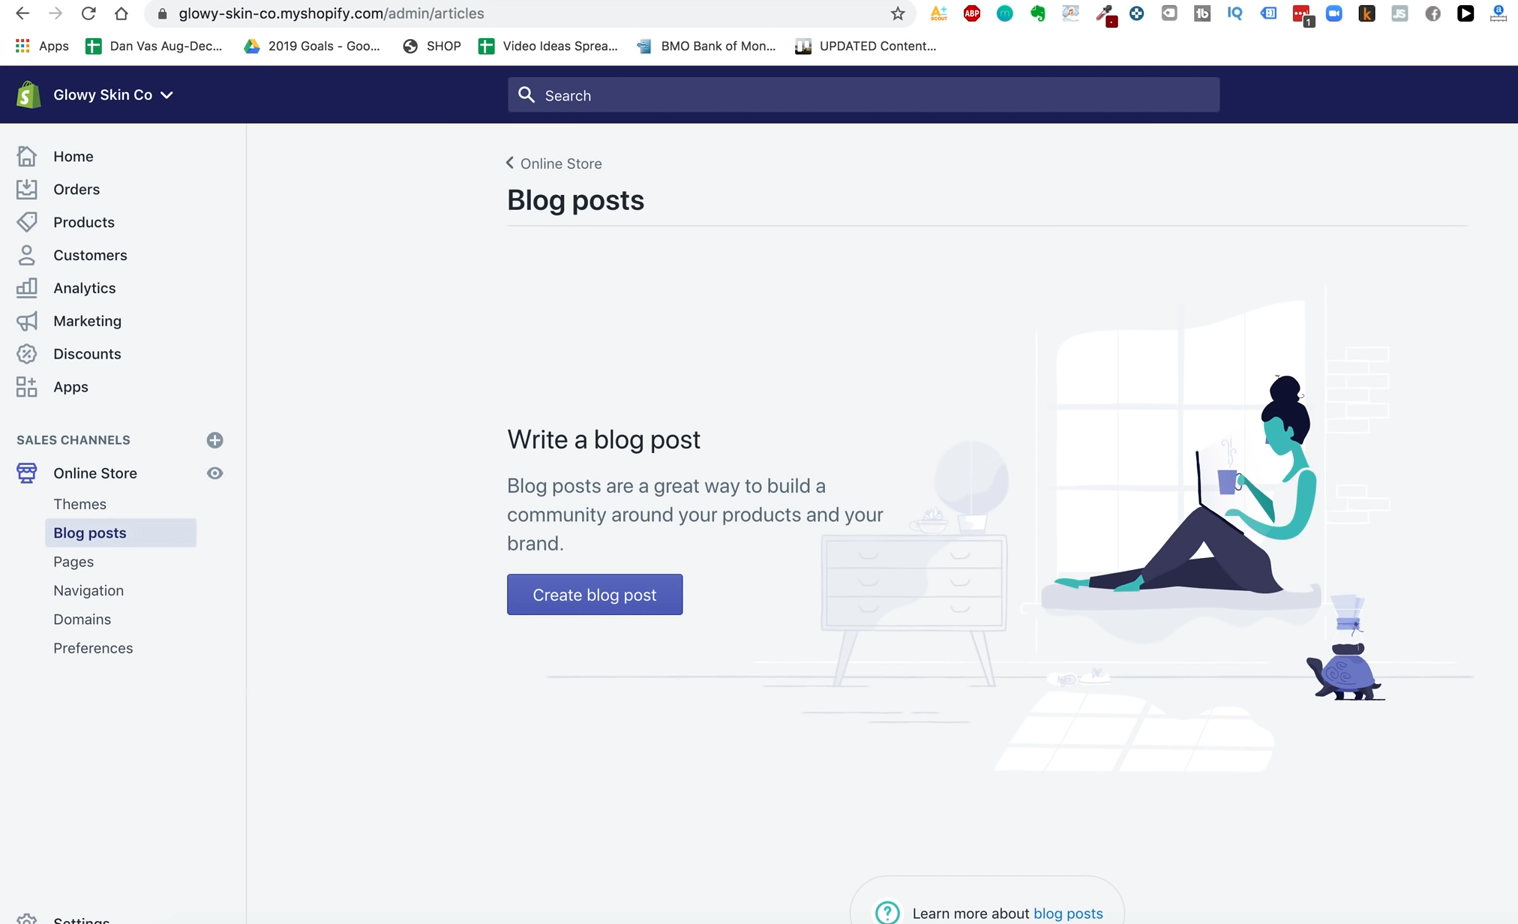 glowy-skin-co.myshopify.com/admin/articles
Apps Dan Vas Aug-Dec... 2019 Goals - Goo... SHOP Video Ideas Sprea... BMO Bank of Mon... UPDATED Content...
Glowy Skin Co
Search
Home
Orders
Products
Customers
Analytics
Marketing
Discounts
Apps
SALES CHANNELS
Online Store
Themes
Blog posts
Pages
Navigation
Domains
Preferences
Settings
Online Store
Blog posts
Write a blog post
Blog posts are a great way to build a
community around your products and your
brand.
Create blog post
Learn more about blog posts